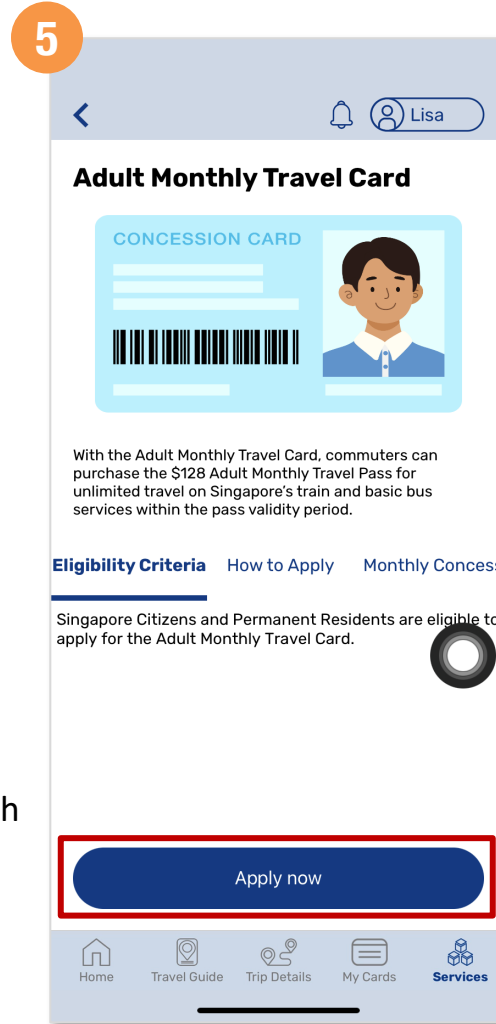 5
Lisa
Adult Monthly Travel Card
CONCESSION CARD
With the Adult Monthly Travel Card, commuters can
purchase the $128 Adult Monthly Travel Pass for
unlimited travel on Singapore’s train and basic bus
services within the pass validity period.
Eligibility Criteria How to Apply Monthly Concess
Singapore Citizens and Permanent Residents are eligible to
apply for the Adult Monthly Travel Card.
h
Apply now
Home Travel Guide Trip Details My Cards Services